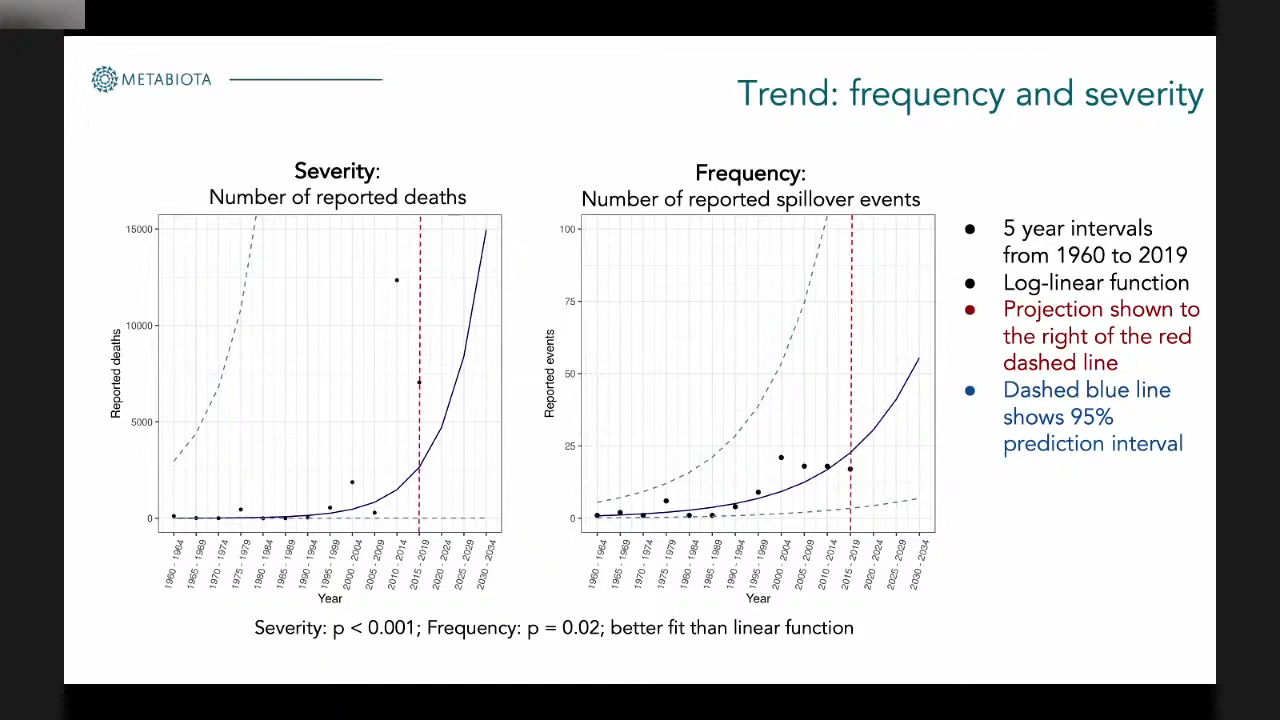 METABIOTA
Trend: frequency and severity
Severity:
Number of reported deaths
15000
10000
5000
0
Reported deaths
1960 - 1964
1965 - 1969
1970 - 1974
1975 - 1979
1980 - 1984
1985 - 1989
1990 - 1994
1995 - 1999
2000 - 2004
2005 - 2009
2010 - 2014
2015 - 2019
2020 - 2024
2025 - 2029
2030 - 2034
Year
Frequency:
Number of reported spillover events
100
75
50
25
0
Reported events
1960 - 1964
1965 - 1969
1970 - 1974
1975 - 1979
1980 - 1984
1985 - 1989
1990 - 1994
1995 - 1999
2000 - 2004
2005 - 2009
2010 - 2014
2015 - 2019
2020 - 2024
2025 - 2029
2030 - 2034
Year
● 5 year intervals
from 1960 to 2019
● Log-linear function
● Projection shown to
the right of the red
dashed line
● Dashed blue line
shows 95%
prediction interval
Severity: p < 0.001; Frequency: p = 0.02; better fit than linear function